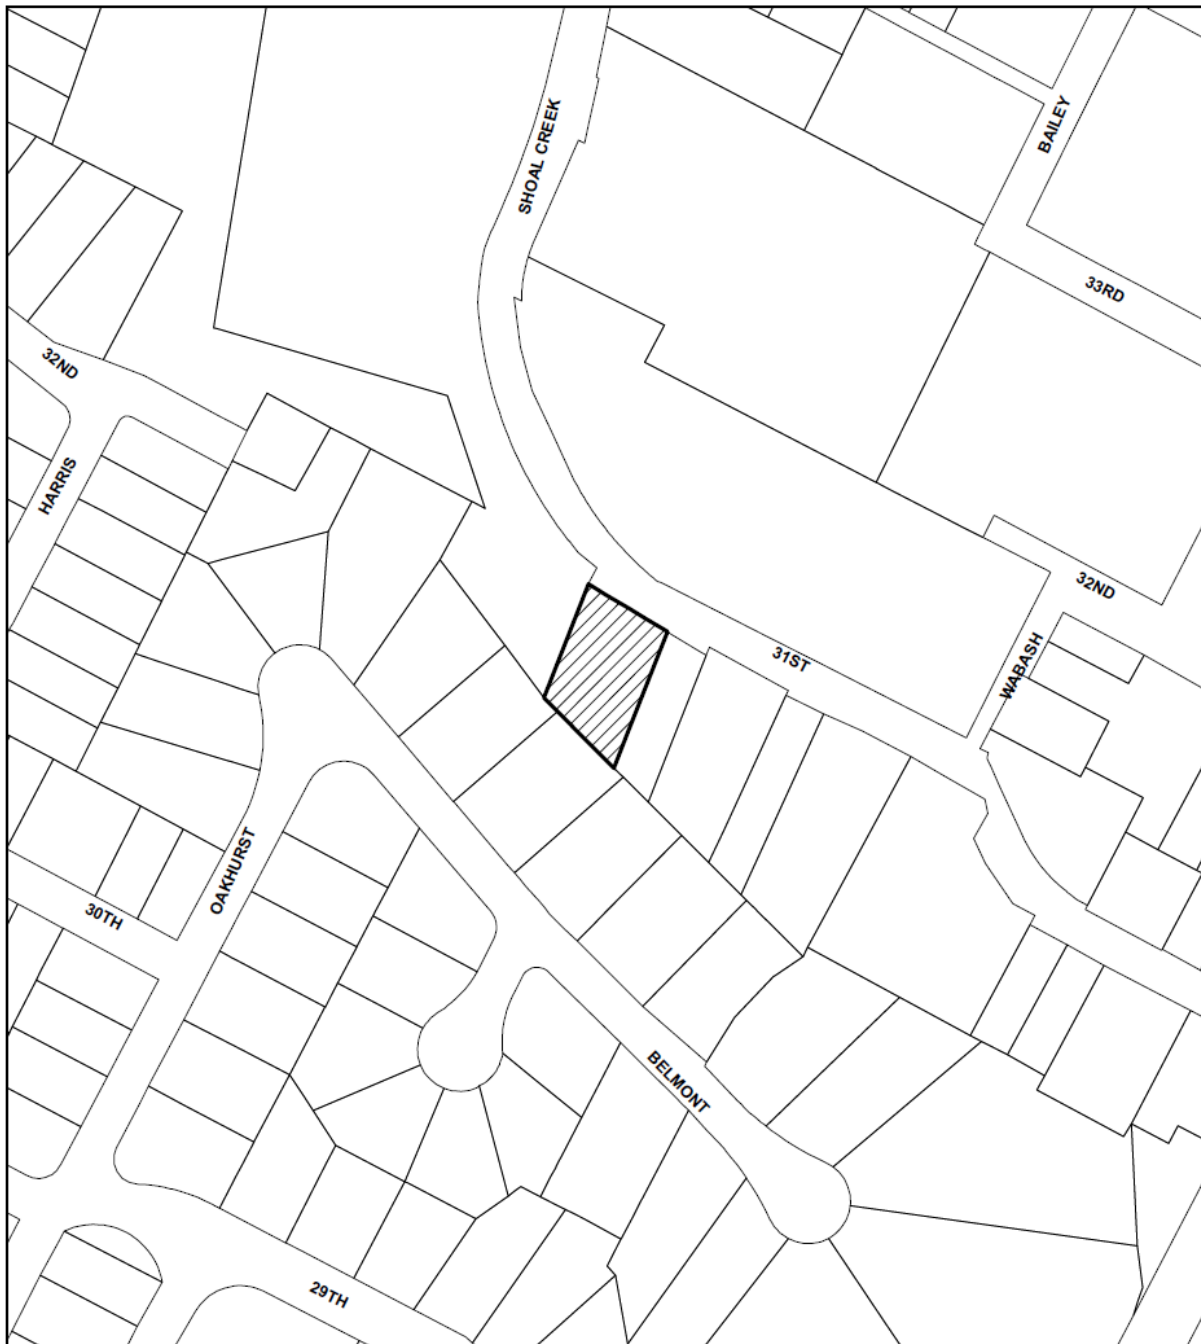 SHOAL CREEK
BAILEY
33RD
32ND
HARRIS
32ND
31ST
WABASH
OAKHURST
30TH
BELMONT
29TH